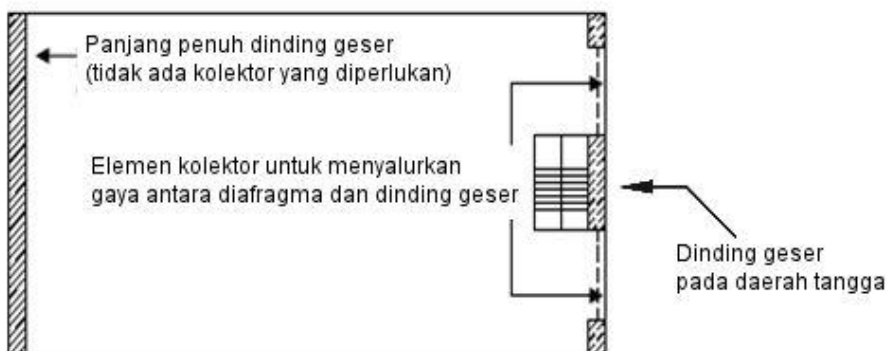 Panjang penuh dinding geser
(tidak ada kolektor yang diperlukan)
Elemen kolektor untuk menyalurkan
gaya antara diafragma dan dinding geser
Dinding geser
pada daerah tangga